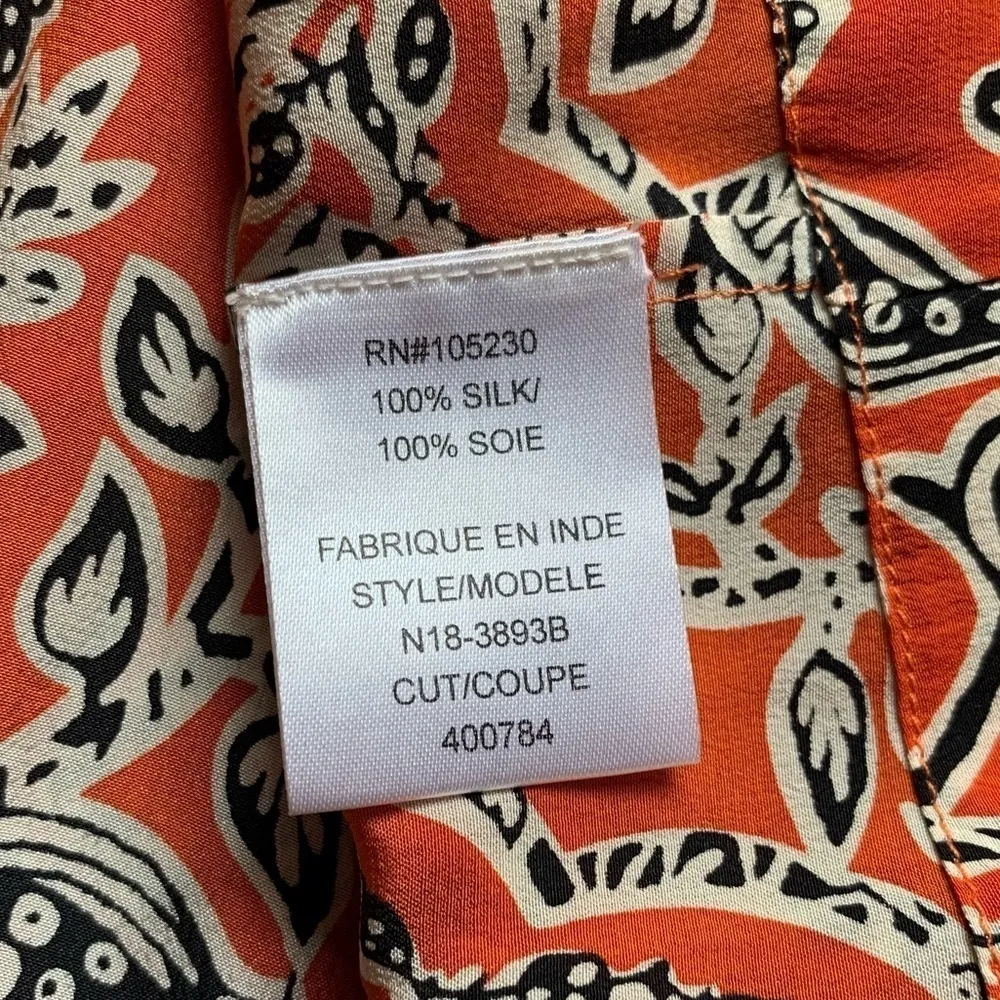 RN#105230
100% SILK/
100% SOIE
FABRIQUE EN INDE
STYLE/MODELE
N18-3893B
CUT/COUPE
400784